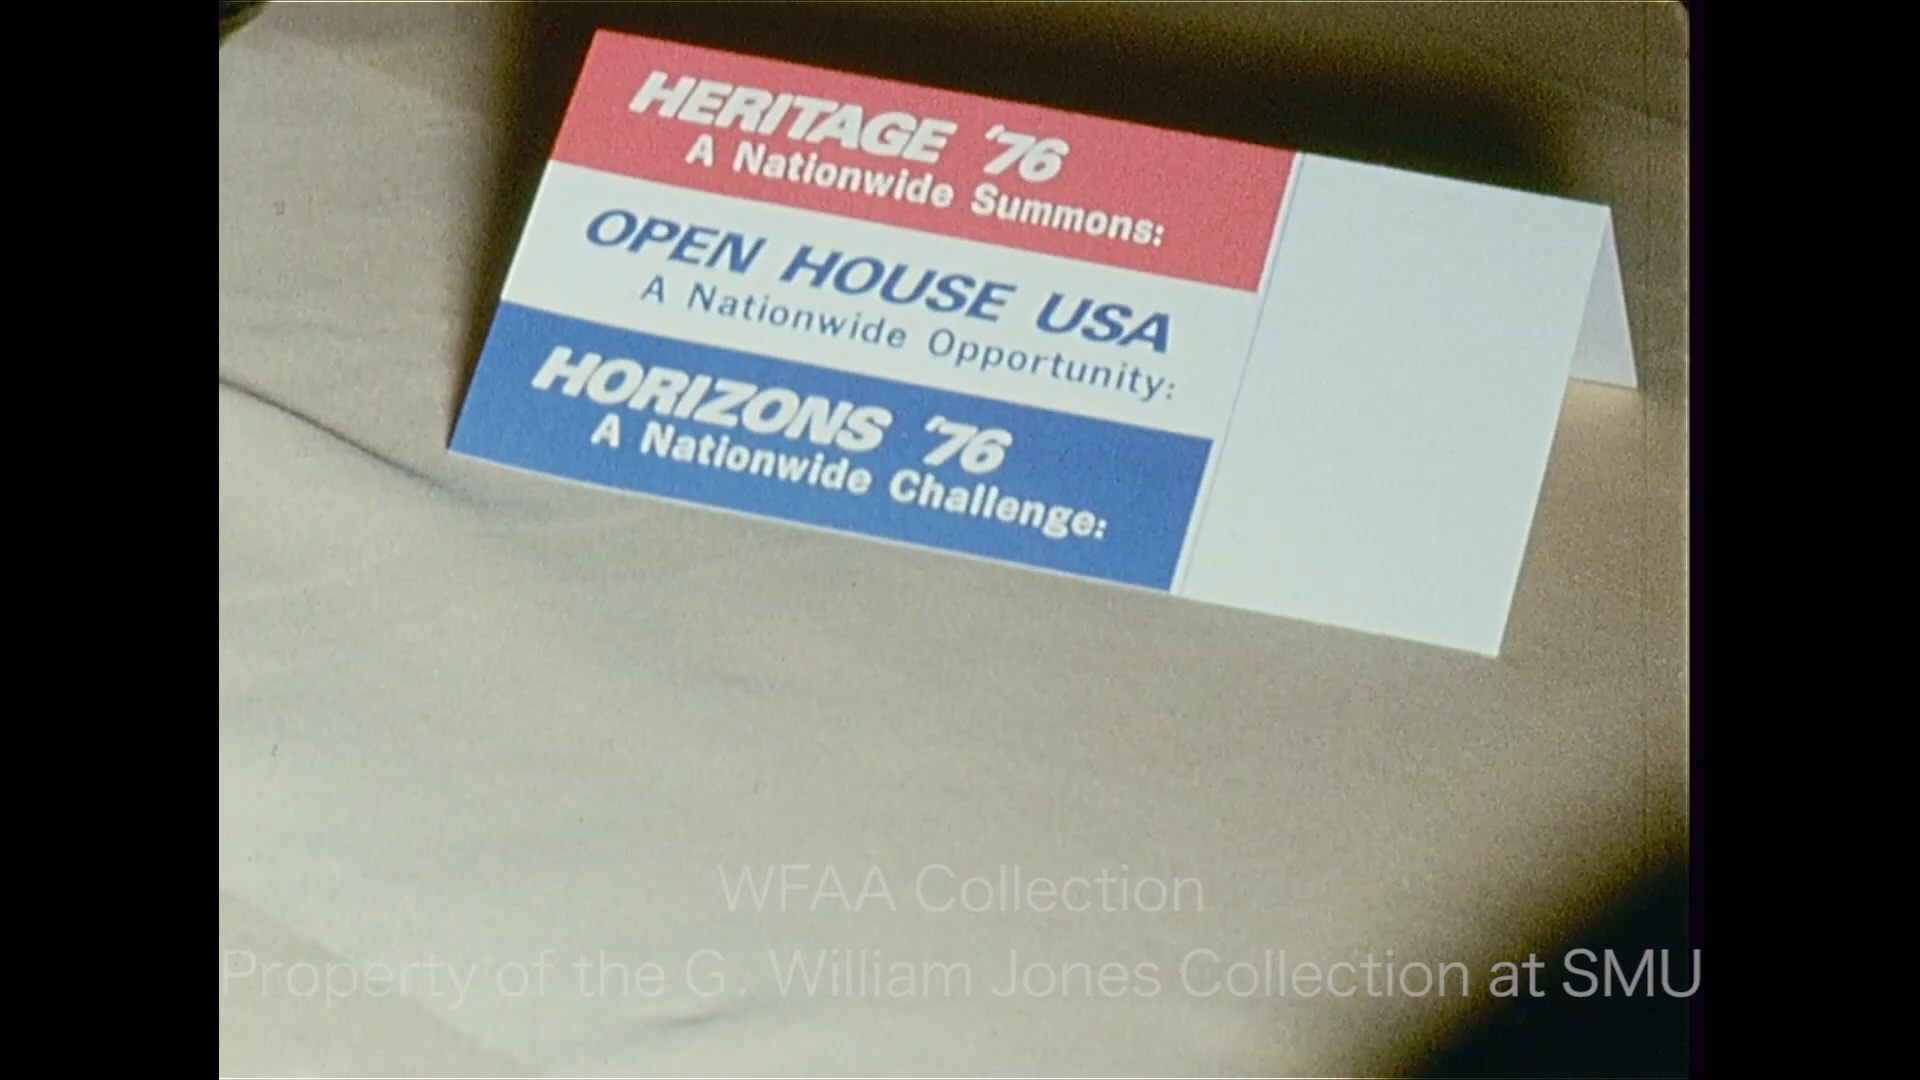 HERITAGE '76
A Nationwide Summons:
OPEN HOUSE USA
A Nationwide Opportunity:
HORIZONS '76
A Nationwide Challenge:
WFAA Collection
Property of the G. William Jones Collection at SMU